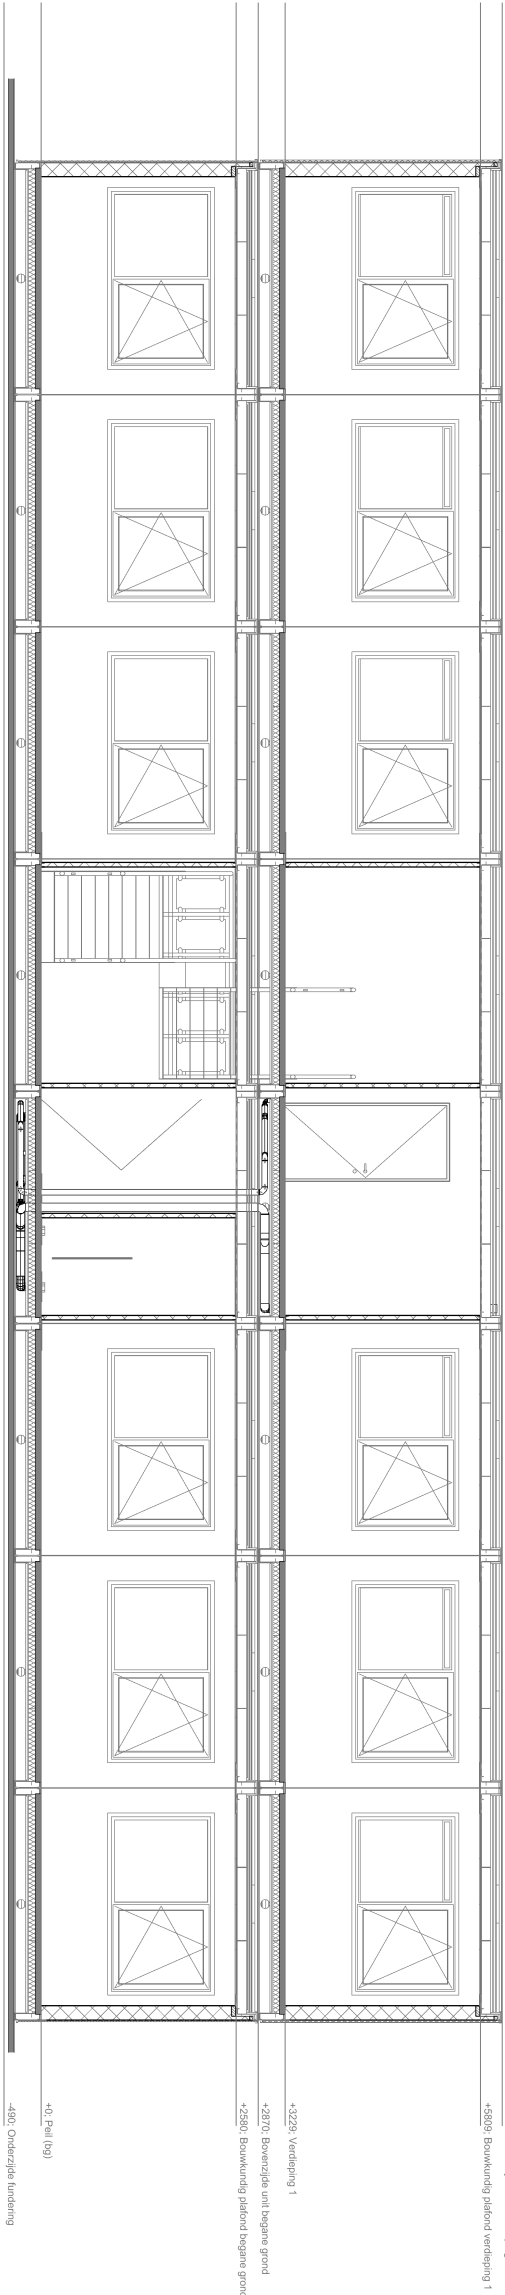 +5809; Bouwkundig plafond verdieping 1
+3229; Verdieping 1
+2870; Bovenzijde unit begane grond
+2580; Bouwkundig plafond begane grond
+0; Peil (bg)
-490; Onderzijde fundering